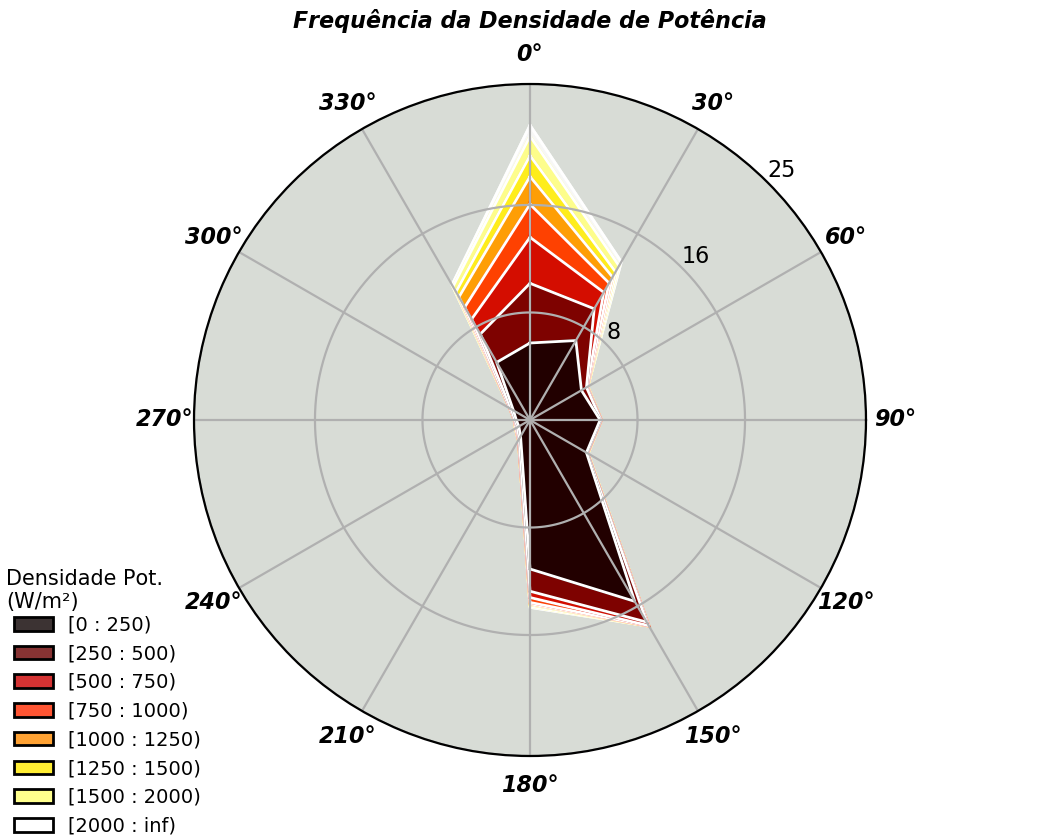 Frequência da Densidade de Potência
0°
330°
30°
25
300°
60°
16
8
270°
90°
240°
120°
210°
150°
180°
Densidade Pot.
(W/m²)
[0 : 250)
[250 : 500)
[500 : 750)
[750 : 1000)
[1000 : 1250)
[1250 : 1500)
[1500 : 2000)
[2000 : inf)